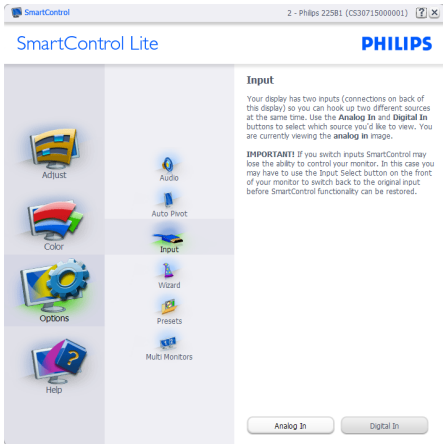 SmartControl
2 - Philips 225B1 (CS30715000001)
? X
SmartControl Lite
PHILIPS
Adjust
Color
Options
Help
Audio
Auto Pivot
Input
Wizard
Presets
Multi Monitors
Input
Your display has two inputs (connections on back of
this display) so you can hook up two different sources
at the same time. Use the Analog In and Digital In
buttons to select which source you'd like to view. You
are currently viewing the analog in image.
IMPORTANT! If you switch inputs SmartControl may
lose the ability to control your monitor. In this case you
may have to use the Input Select button on the front
of your monitor to switch back to the original input
before SmartControl functionality can be restored.
Analog In
Digital In